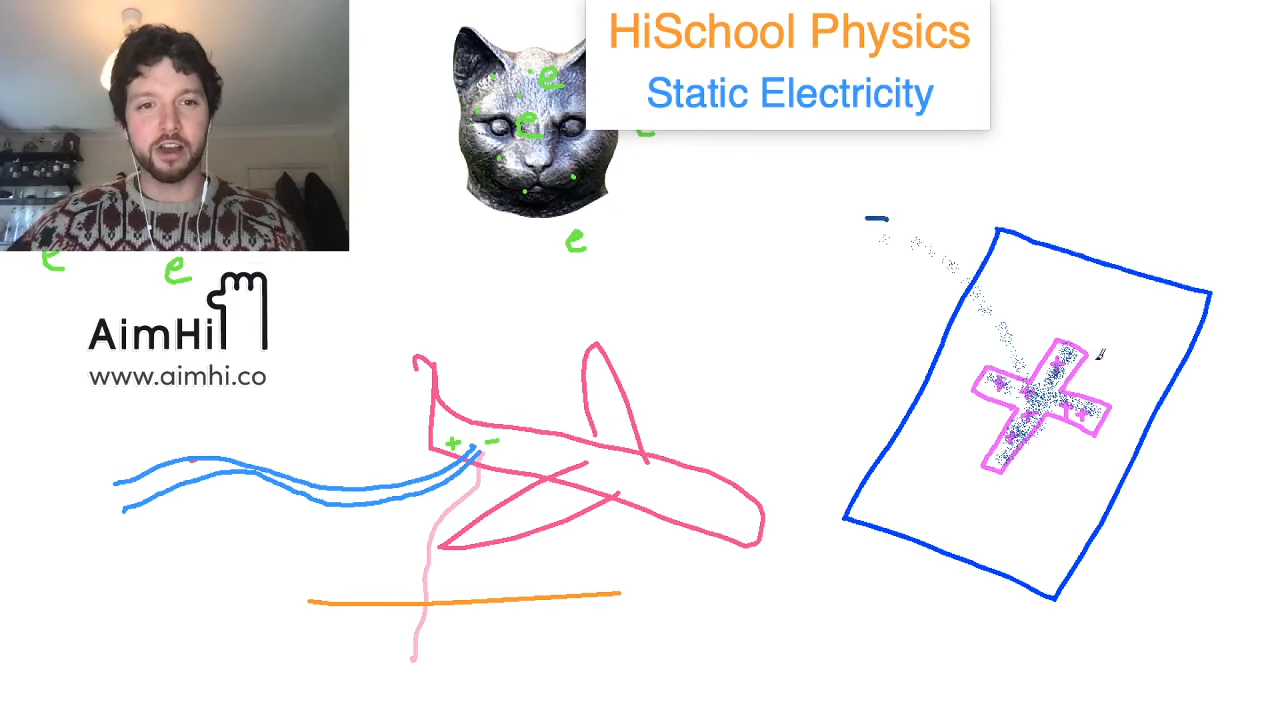 HiSchool Physics
Static Electricity
e
e
e
e
e
AimHi
www.aimhi.co
+ -
-
+